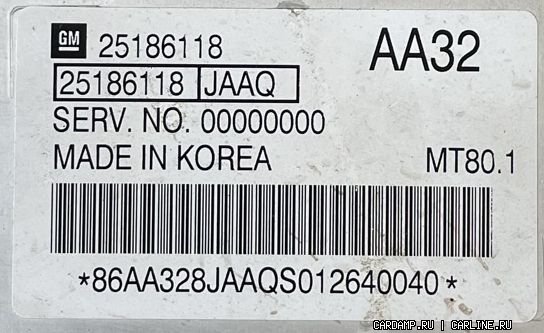 GM 25186118 AA32
25186118 JAAQ
SERV. NO. 00000000
MADE IN KOREA MT80.1
*86AA328JAAQS012640040*
CARDAMP.RU | CARLINE.RU